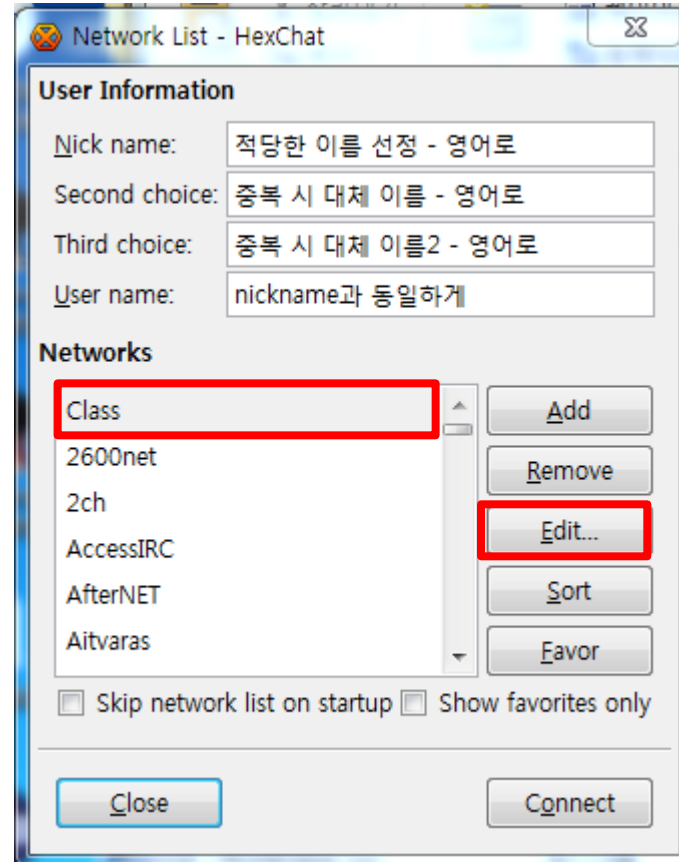 Network List - HexChat
User Information
Nick name: 적당한 이름 선정 - 영어로
Second choice: 중복 시 대체 이름 - 영어로
Third choice: 중복 시 대체 이름2 - 영어로
User name: nickname과 동일하게
Networks
Class
Add
2600net
Remove
2ch
Edit...
AccessIRC
AfterNET
Sort
Aitvaras
Favor
Skip network list on startup Show favorites only
Close Connect